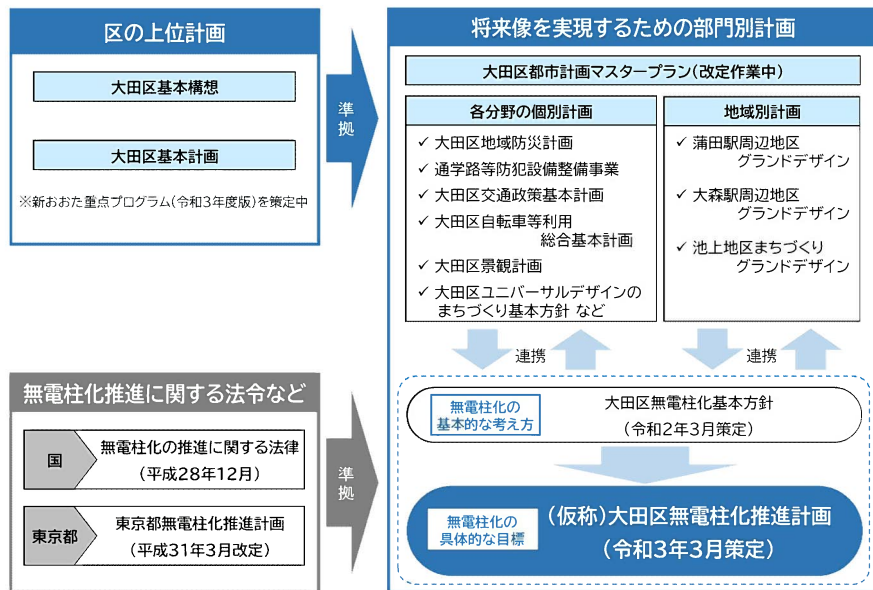 区の上位計画
大田区基本構想
大田区基本計画
※新おおた重点プログラム(令和3年度版)を策定中
準拠
将来像を実現するための部門別計画
大田区都市計画マスタープラン(改定作業中)
各分野の個別計画
✓ 大田区地域防災計画
✓ 通学路等防犯設備整備事業
✓ 大田区交通政策基本計画
✓ 大田区自転車等利用
総合基本計画
✓ 大田区景観計画
✓ 大田区ユニバーサルデザインの
まちづくり基本方針 など
地域別計画
✓ 蒲田駅周辺地区
グランドデザイン
✓ 大森駅周辺地区
グランドデザイン
✓ 池上地区まちづくり
グランドデザイン
連携
連携
無電柱化推進に関する法令など
国
無電柱化の推進に関する法律
(平成28年12月)
東京都
東京都無電柱化推進計画
(平成31年3月改定)
準拠
無電柱化の
基本的な考え方
大田区無電柱化基本方針
(令和2年3月策定)
無電柱化の
具体的な目標
(仮称)大田区無電柱化推進計画
(令和3年3月策定)